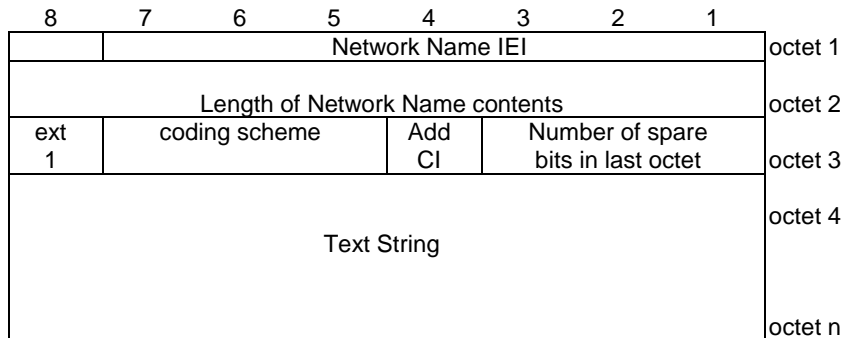 8 7 6 5 4 3 2 1
Network Name IEI octet 1
Length of Network Name contents octet 2
ext coding scheme Add Number of spare
1 CI bits in last octet octet 3
octet 4
Text String
octet n